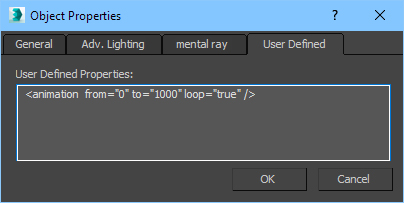 Object Properties
? ×
General Adv. Lighting mental ray User Defined
User Defined Properties:
<animation from="0" to="1000" loop="true" />
OK Cancel